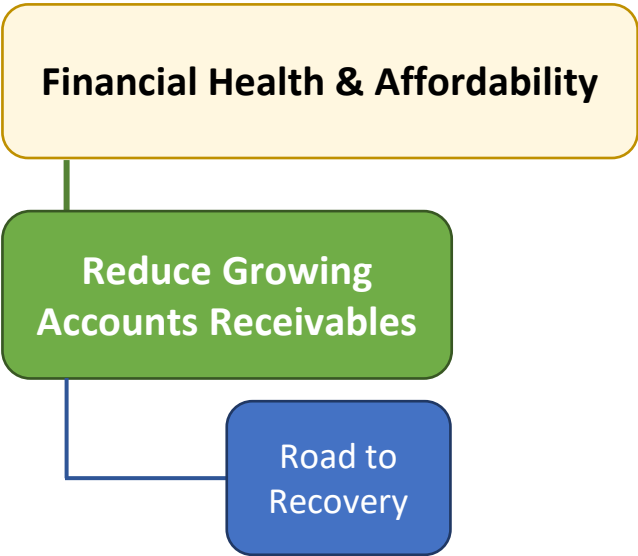 Financial Health & Affordability
Reduce Growing
Accounts Receivables
Road to
Recovery